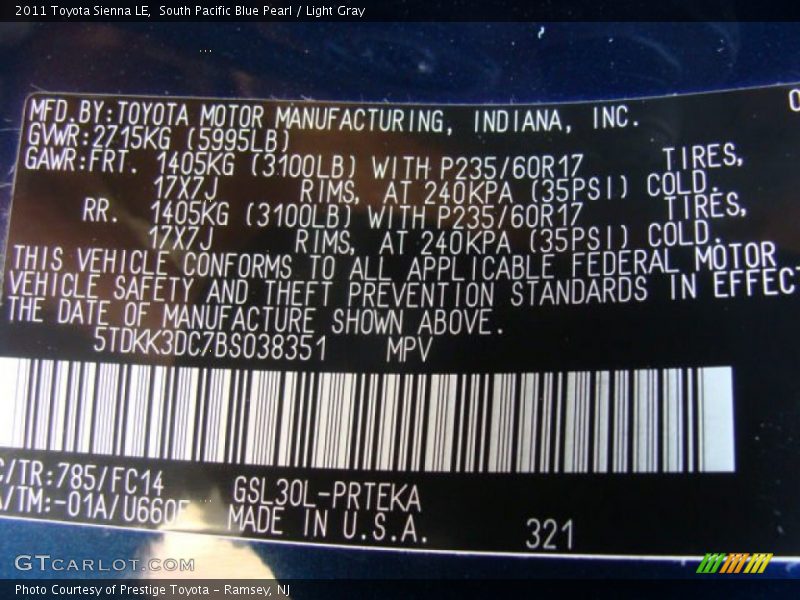 2011 Toyota Sienna LE, South Pacific Blue Pearl / Light Gray
MFD.BY:TOYOTA MOTOR MANUFACTURING, INDIANA, INC.
GVWR:2715KG (5995LB)
GAWR:FRT. 1405KG (3100LB) WITH P235/60R17 TIRES,
17X7J RIMS, AT 240KPA (35PSI) COLD.
RR. 1405KG (3100LB) WITH P235/60R17 TIRES,
17X7J RIMS, AT 240KPA (35PSI) COLD.
THIS VEHICLE CONFORMS TO ALL APPLICABLE FEDERAL MOTOR
VEHICLE SAFETY AND THEFT PREVENTION STANDARDS IN EFFECT
THE DATE OF MANUFACTURE SHOWN ABOVE.
5TDKK3DC7BS038351 MPV
C/TR:785/FC14 GSL30L-PRTEKA
A/TM:-01A/U660F MADE IN U.S.A. 321
GTCARLOT.COM
Photo Courtesy of Prestige Toyota - Ramsey, NJ